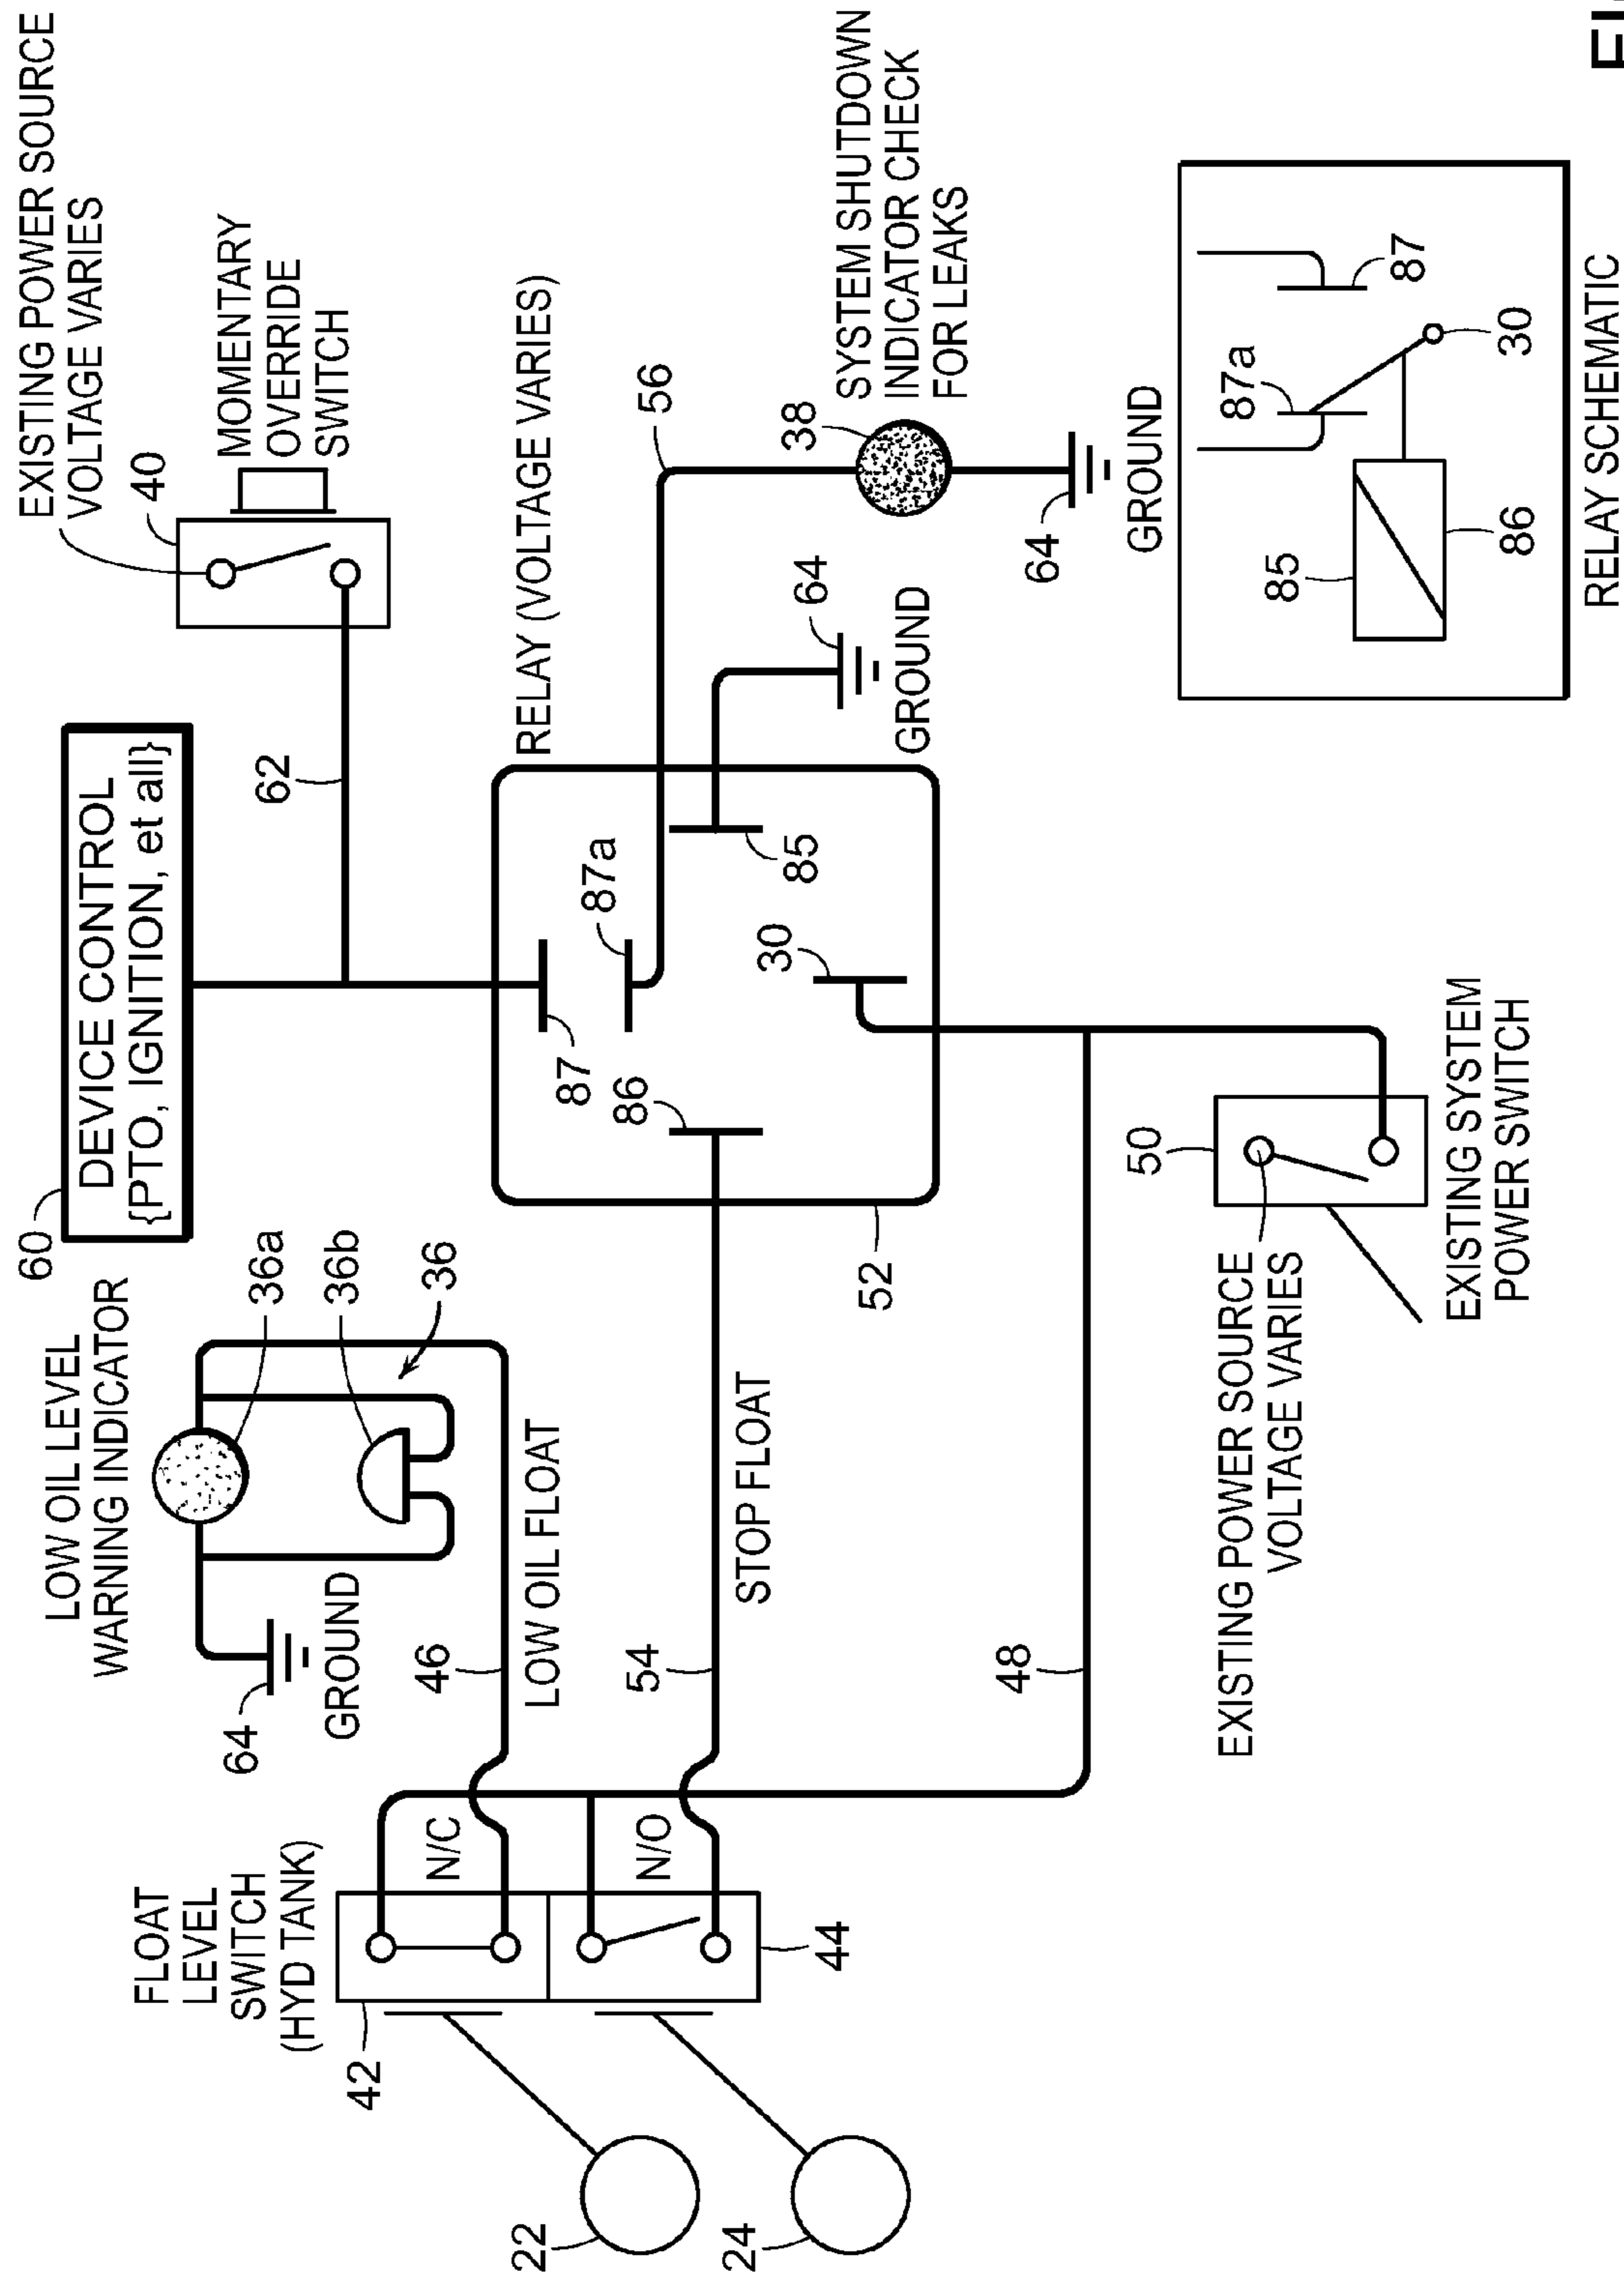 EXISTING POWER SOURCE
VOLTAGE VARIES
40
MOMENTARY
OVERRIDE
SWITCH
60
DEVICE CONTROL
{PTO, IGNITION, et all}
62
LOW OIL LEVEL
WARNING INDICATOR
36a
36b
36
64
GROUND
FLOAT
LEVEL
SWITCH
(HYD TANK)
42
N/C
46
LOW OIL FLOAT
N/O
44
54
STOP FLOAT
22
24
48
RELAY (VOLTAGE VARIES)
87
87a
86
85
30
52
56
64
GROUND
38
SYSTEM SHUTDOWN
INDICATOR CHECK
FOR LEAKS
64
GROUND
50
EXISTING POWER SOURCE
VOLTAGE VARIES
EXISTING SYSTEM
POWER SWITCH
85
86
87a
87
30
RELAY SCHEMATIC